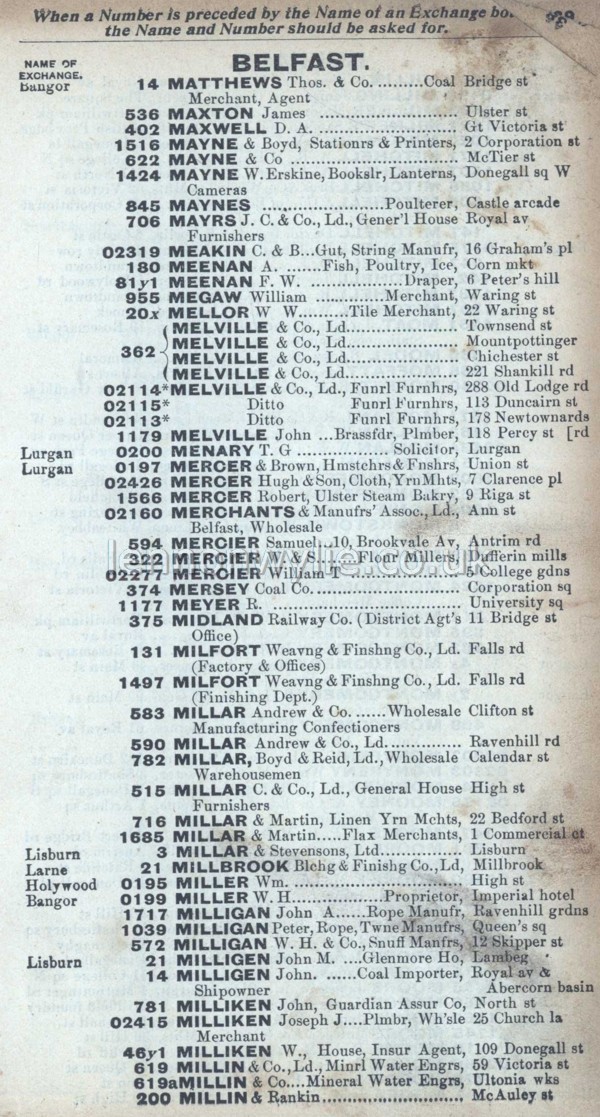 When a Number is preceded by the Name of an Exchange bo
the Name and Number should be asked for.
BELFAST.
NAME OF
EXCHANGE.
Bangor 14 MATTHEWS Thos. & Co. .........Coal Bridge st
Merchant, Agent
536 MAXTON James ........................ Ulster st
402 MAXWELL D. A. ........................ Gt Victoria st
1516 MAYNE & Boyd, Stationrs & Printers, 2 Corporation st
622 MAYNE & Co ............................. McTier st
1424 MAYNE W. Erskine, Bookslr, Lanterns, Donegall sq W
Cameras
845 MAYNES .......................Poulterer, Castle arcade
706 MAYRS J. C. & Co., Ld., Gener'l House Royal av
Furnishers
02319 MEAKIN C. & B...Gut, String Manufr, 16 Graham's pl
180 MEENAN A. .......Fish, Poultry, Ice, Corn mkt
81y1 MEENAN F. W. ....................Draper, 6 Peter's hill
955 MEGAW William .............Merchant, Waring st
20x MELLOR W W..........Tile Merchant, 22 Waring st
362 MELVILLE & Co., Ld.................. Townsend st
MELVILLE & Co., Ld.................. Mountpottinger
MELVILLE & Co., Ld.................. Chichester st
MELVILLE & Co., Ld.................. 221 Shankill rd
02114* MELVILLE & Co., Ld., Funrl Furnhrs, 288 Old Lodge rd
02115* Ditto Funrl Furnhrs, 113 Duncairn st
02113* Ditto Funrl Furnhrs, 178 Newtownards
1179 MELVILLE John ...Brassfdr, Plmber, 118 Percy st [rd
Lurgan 0200 MENARY T. G ................. Solicitor, Lurgan
Lurgan 0197 MERCER & Brown, Hmstchrs & Fnshrs, Union st
02426 MERCER Hugh & Son, Cloth, Yrn Mhts, 7 Clarence pl
1566 MERCER Robert, Ulster Steam Bakry, 9 Riga st
02160 MERCHANTS & Manufrs' Assoc., Ld., Ann st
Belfast, Wholesale
594 MERCIER Samuel...10, Brookvale Av, Antrim rd
322 MERCIER W. & S. .......Flour Millers, Dufferin mills
02277 MERCIER William T .................... 5 College gdns
374 MERSEY Coal Co........................ Corporation sq
1177 MEYER R. ................................ University sq
375 MIDLAND Railway Co. (District Agt's 11 Bridge st
Office)
131 MILFORT Weavng & Finshng Co., Ld. Falls rd
(Factory & Offices)
1497 MILFORT Weavng & Finshng Co., Ld. Falls rd
(Finishing Dept.)
583 MILLAR Andrew & Co. ......Wholesale Clifton st
Manufacturing Confectioners
590 MILLAR Andrew & Co., Ld.............. Ravenhill rd
782 MILLAR, Boyd & Reid, Ld., Wholesale Calendar st
Warehousemen
515 MILLAR C. & Co., Ld., General House High st
Furnishers
716 MILLAR & Martin, Linen Yrn Mchts, 22 Bedford st
1685 MILLAR & Martin.....Flax Merchants, 1 Commercial ct
Lisburn 3 MILLAR & Stevensons, Ltd.............. Lisburn
Larne 21 MILLBROOK Blchg & Finishg Co., Ld, Millbrook
Holywood 0195 MILLER Wm. ............................ High st
Bangor 0199 MILLER W. H..................Proprietor, Imperial hotel
1717 MILLIGAN John A......Rope Manufr, Ravenhill grdns
1039 MILLIGAN Peter, Rope, Twne Manufrs, Queen's sq
572 MILLIGAN W. H. & Co., Snuff Manfrs, 12 Skipper st
Lisburn 21 MILLIGEN John M. ....Glenmore Ho, Lambeg
14 MILLIGEN John. ......Coal Importer, Royal av &
Shipowner Abercorn basin
781 MILLIKEN John, Guardian Assur Co, North st
02415 MILLIKEN Joseph J....Plmbr, Wh'sle 25 Church la
Merchant
46y1 MILLIKEN W., House, Insur Agent, 109 Donegall st
619 MILLIN & Co., Ld., Minrl Water Engrs, 59 Victoria st
619a MILLIN & Co....Mineral Water Engrs, Ultonia wks
200 MILLIN & Rankin....................... McAuley st
lennonwylie.co.uk